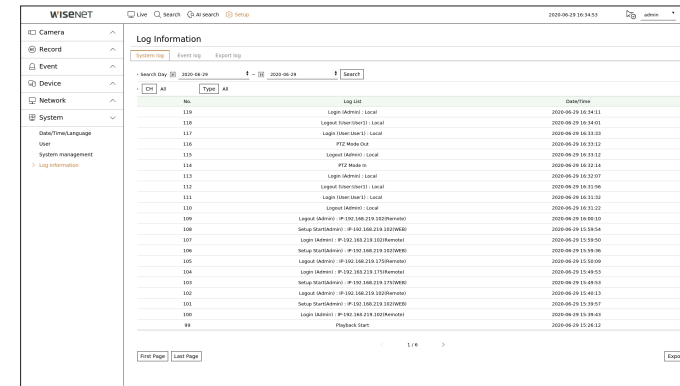 WISENET Live Search AI search Setup 2020-06-29 16:34:53 admin
Camera
Record
Event
Device
Network
System
Date/Time/Language
User
System management
> Log information
Log Information
System log Event log Export log
• Search Day 2020-06-29 ~ 2020-06-29 Search
• CH All Type All
No. Log List Date/Time
119 Login (Admin) : Local 2020-06-29 16:34:11
118 Logout (User:User1) : Local 2020-06-29 16:34:01
117 Login (User:User1) : Local 2020-06-29 16:33:33
116 PTZ Mode Out 2020-06-29 16:33:12
115 Logout (Admin) : Local 2020-06-29 16:33:12
114 PTZ Mode In 2020-06-29 16:32:14
113 Login (Admin) : Local 2020-06-29 16:32:07
112 Logout (User:User1) : Local 2020-06-29 16:31:56
111 Login (User:User1) : Local 2020-06-29 16:31:32
110 Logout (Admin) : Local 2020-06-29 16:31:22
109 Logout (Admin) : IP-192.168.219.102(Remote) 2020-06-29 16:00:10
108 Setup Start(Admin) : IP-192.168.219.102(WEB) 2020-06-29 15:59:54
107 Login (Admin) : IP-192.168.219.102(Remote) 2020-06-29 15:59:50
106 Setup Start(Admin) : IP-192.168.219.102(WEB) 2020-06-29 15:59:36
105 Logout (Admin) : IP-192.168.219.175(Remote) 2020-06-29 15:50:09
104 Login (Admin) : IP-192.168.219.175(Remote) 2020-06-29 15:49:53
103 Setup Start(Admin) : IP-192.168.219.175(WEB) 2020-06-29 15:49:53
102 Logout (Admin) : IP-192.168.219.102(Remote) 2020-06-29 15:40:13
101 Setup Start(Admin) : IP-192.168.219.102(WEB) 2020-06-29 15:39:57
100 Login (Admin) : IP-192.168.219.102(Remote) 2020-06-29 15:39:43
99 Playback Start 2020-06-29 15:26:12
< 1 / 6 >
First Page Last Page Expo